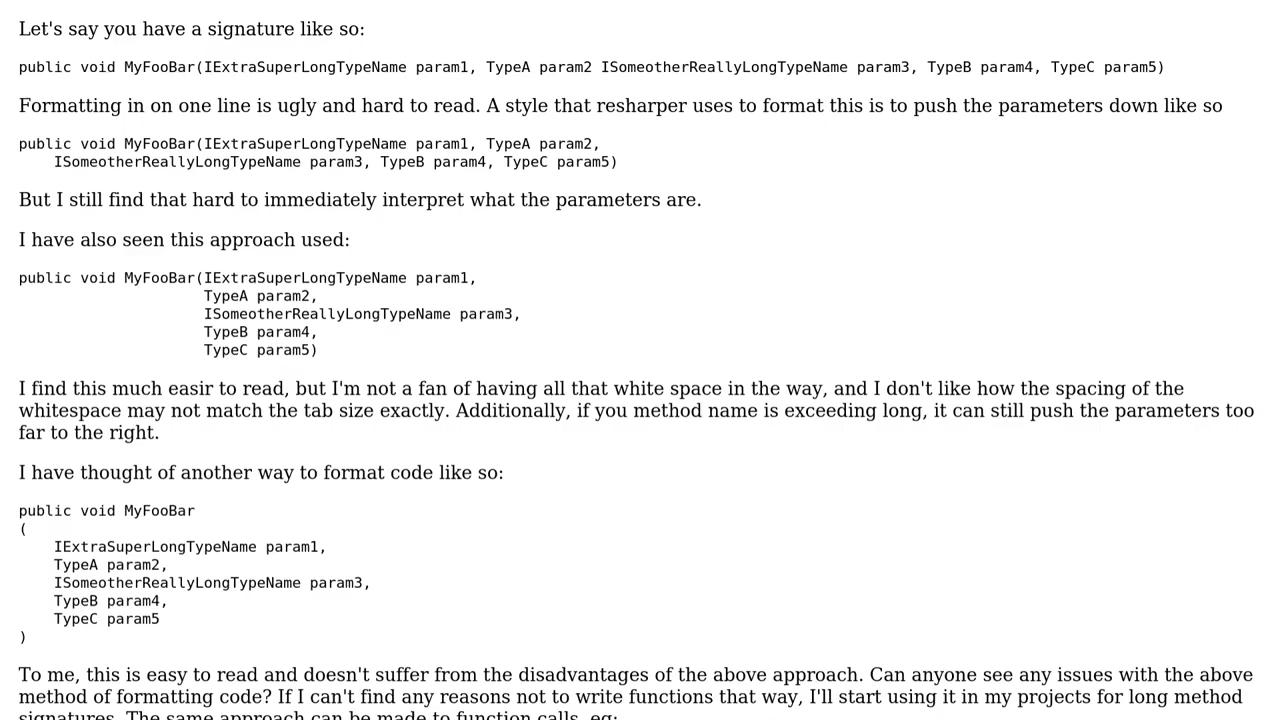 Let's say you have a signature like so:
public void MyFooBar(IExtraSuperLongTypeName param1, TypeA param2 ISomeotherReallyLongTypeName param3, TypeB param4, TypeC param5)
Formatting in on one line is ugly and hard to read. A style that resharper uses to format this is to push the parameters down like so
public void MyFooBar(IExtraSuperLongTypeName param1, TypeA param2,
    ISomeotherReallyLongTypeName param3, TypeB param4, TypeC param5)
But I still find that hard to immediately interpret what the parameters are.
I have also seen this approach used:
public void MyFooBar(IExtraSuperLongTypeName param1,
                     TypeA param2,
                     ISomeotherReallyLongTypeName param3,
                     TypeB param4,
                     TypeC param5)
I find this much easir to read, but I'm not a fan of having all that white space in the way, and I don't like how the spacing of the
whitespace may not match the tab size exactly. Additionally, if you method name is exceeding long, it can still push the parameters too
far to the right.
I have thought of another way to format code like so:
public void MyFooBar
(
    IExtraSuperLongTypeName param1,
    TypeA param2,
    ISomeotherReallyLongTypeName param3,
    TypeB param4,
    TypeC param5
)
To me, this is easy to read and doesn't suffer from the disadvantages of the above approach. Can anyone see any issues with the above
method of formatting code? If I can't find any reasons not to write functions that way, I'll start using it in my projects for long method
signatures. The same approach can be made to function calls, eg: